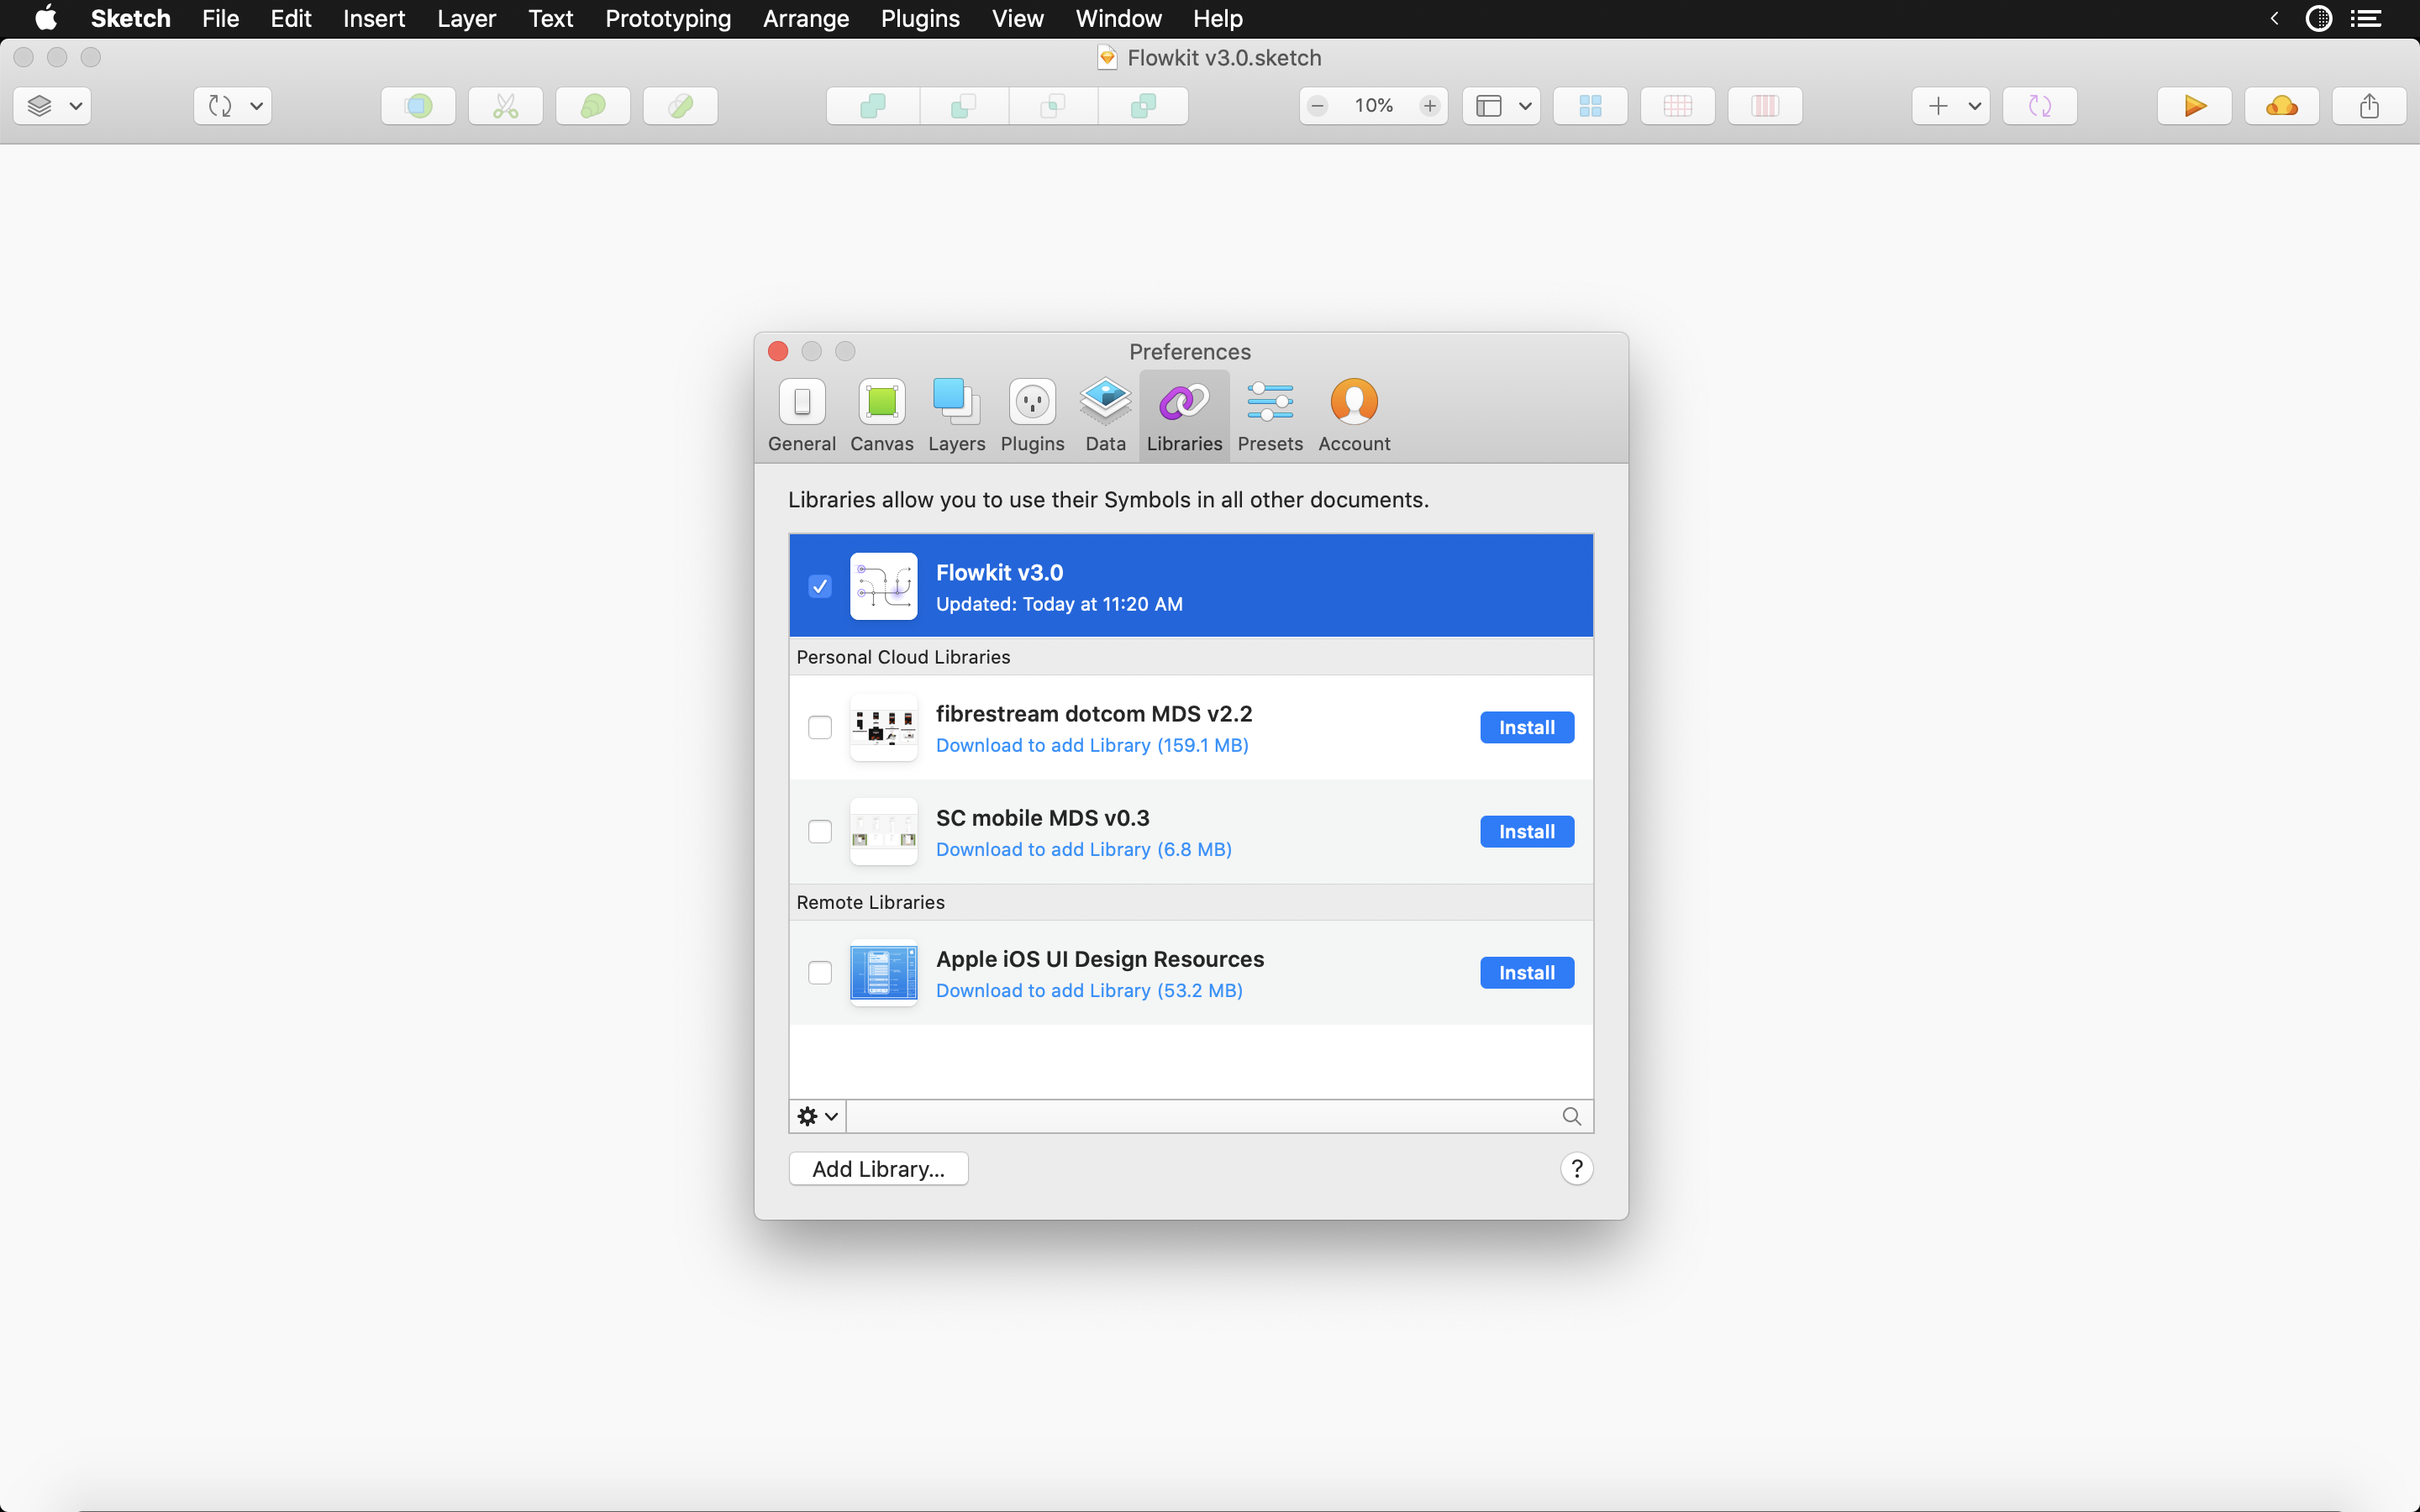 Sketch File Edit Insert Layer Text Prototyping Arrange Plugins View Window Help
Flowkit v3.0.sketch
10%
Preferences
General Canvas Layers Plugins Data Libraries Presets Account
Libraries allow you to use their Symbols in all other documents.
Flowkit v3.0
Updated: Today at 11:20 AM
Personal Cloud Libraries
fibrestream dotcom MDS v2.2
Download to add Library (159.1 MB)
Install
SC mobile MDS v0.3
Download to add Library (6.8 MB)
Install
Remote Libraries
Apple iOS UI Design Resources
Download to add Library (53.2 MB)
Install
Add Library...
?